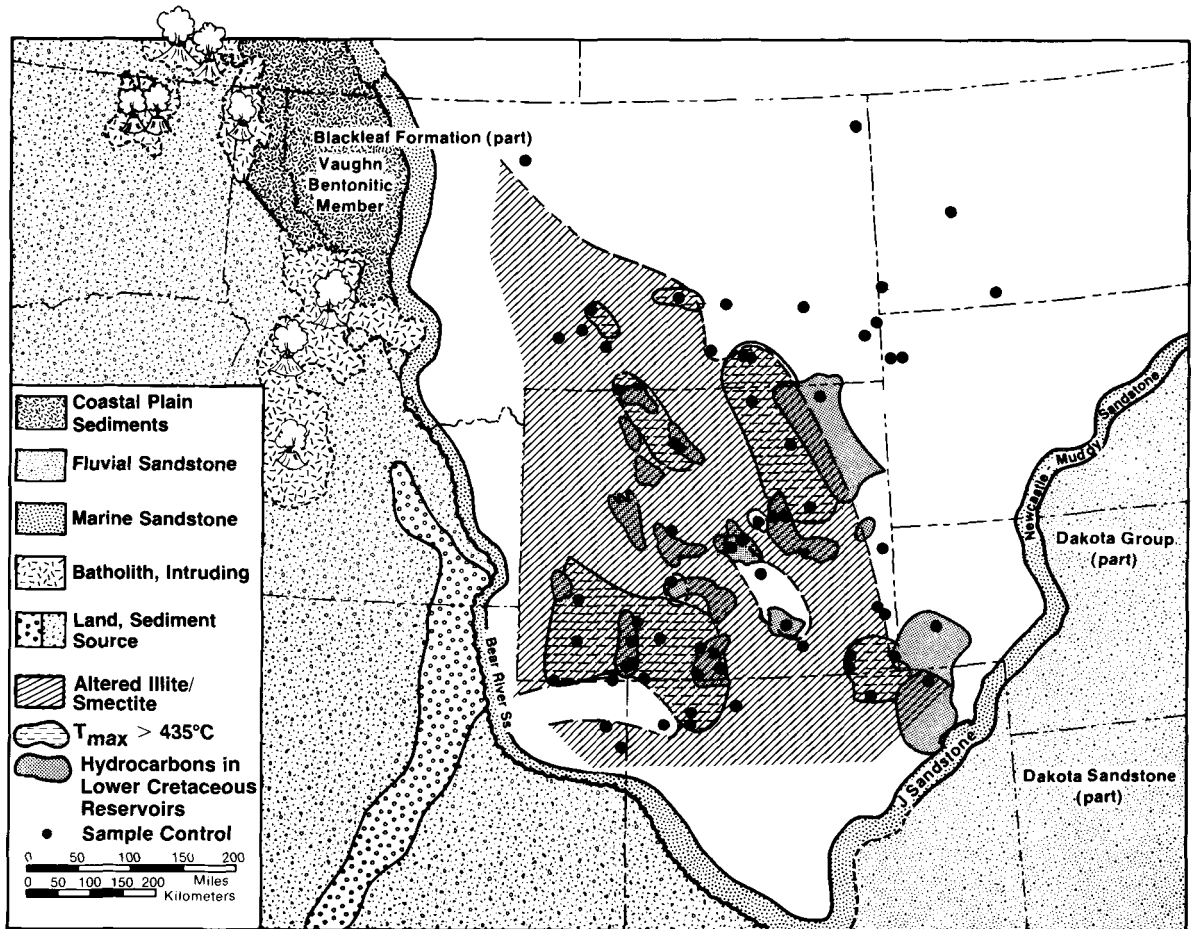 Blackleaf Formation (part)
Vaughn
Bentonitic
Member
Newcastle Muddy Sandstone
Dakota Group
(part)
Bear River Ss.
J Sandstone
Dakota Sandstone
(part)
Coastal Plain
Sediments
Fluvial Sandstone
Marine Sandstone
Batholith, Intruding
Land, Sediment
Source
Altered Illite/
Smectite
Tmax > 435°C
Hydrocarbons in
Lower Cretaceous
Reservoirs
Sample Control
0 50 100 150 200
Miles
0 50 100 150 200
Kilometers